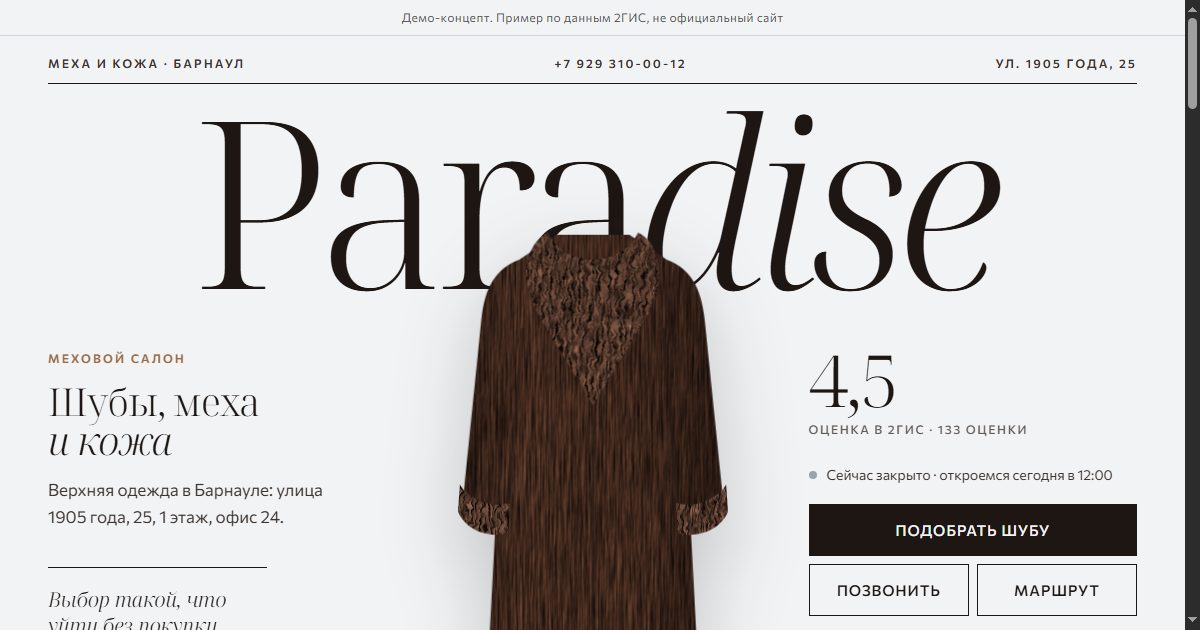 Демо-концепт. Пример по данным 2ГИС, не официальный сайт
МЕХА И КОЖА · БАРНАУЛ
+7 929 310-00-12
УЛ. 1905 ГОДА, 25
Paradise
МЕХОВОЙ САЛОН
Шубы, меха
и кожа
Верхняя одежда в Барнауле: улица
1905 года, 25, 1 этаж, офис 24.
Выбор такой, что
уйти без покупки
4,5
ОЦЕНКА В 2ГИС · 133 ОЦЕНКИ
Сейчас закрыто · откроемся сегодня в 12:00
ПОДОБРАТЬ ШУБУ
ПОЗВОНИТЬ
МАРШРУТ